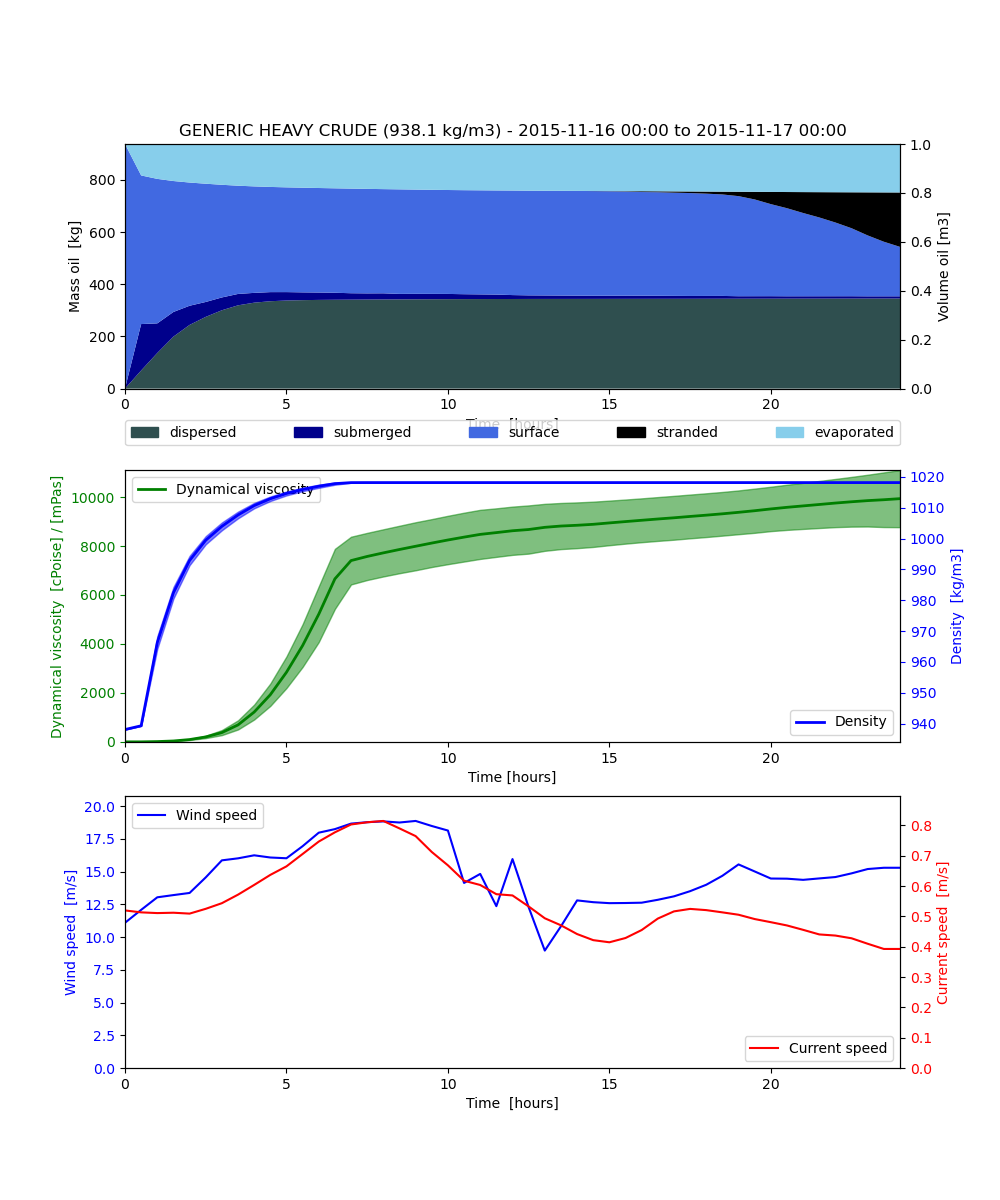 GENERIC HEAVY CRUDE (938.1 kg/m3) - 2015-11-16 00:00 to 2015-11-17 00:00
Mass oil [kg]
800
600
400
200
0
1.0
0.8
0.6
0.4
0.2
0.0
Volume oil [m3]
0 5 10 15 20
Time [hours]
dispersed submerged surface stranded evaporated
Dynamical viscosity [cPoise] / [mPas]
10000
8000
6000
4000
2000
0
Dynamical viscosity
1020
1010
1000
990
980
970
960
950
940
Density [kg/m3]
Density
0 5 10 15 20
Time [hours]
Wind speed [m/s]
20.0
17.5
15.0
12.5
10.0
7.5
5.0
2.5
0.0
Wind speed
0.8
0.7
0.6
0.5
0.4
0.3
0.2
0.1
0.0
Current speed [m/s]
Current speed
0 5 10 15 20
Time [hours]